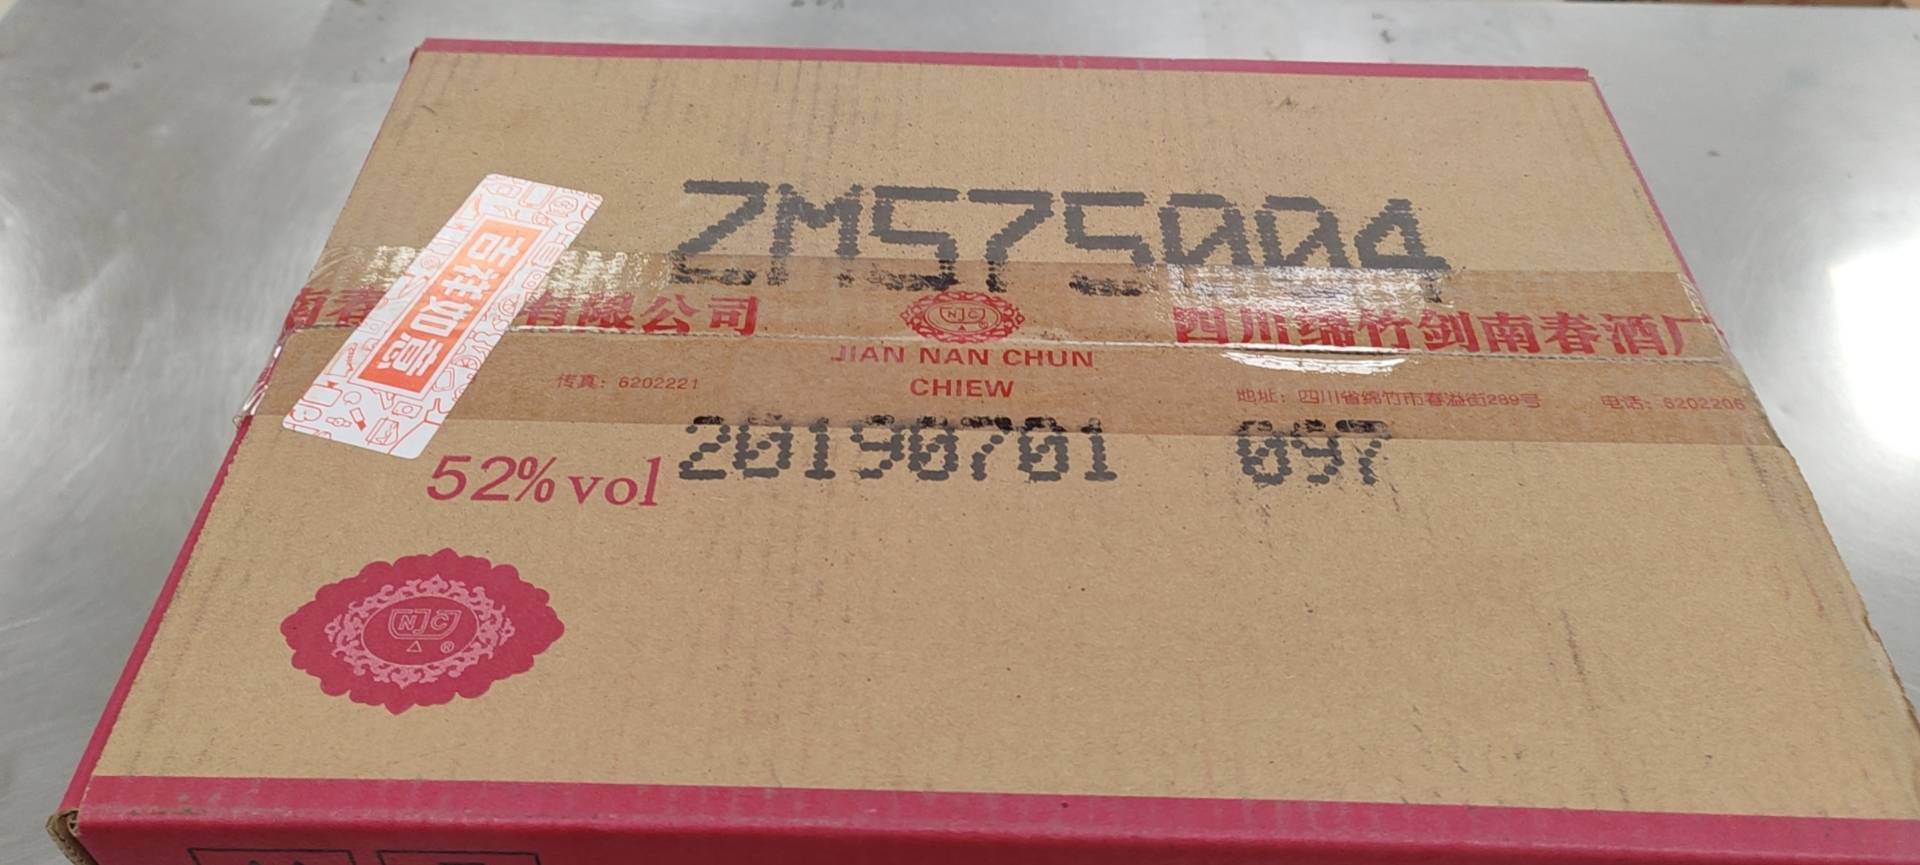 ZM575004
南春
有限公司
NJC
®
四川绵竹剑南春酒厂
吉祥如意
JIAN NAN CHUN
CHIEW
传真：6202221
地址：四川省绵竹市春溢街289号
电话：6202206
20190701 097
52% vol
NJC
®